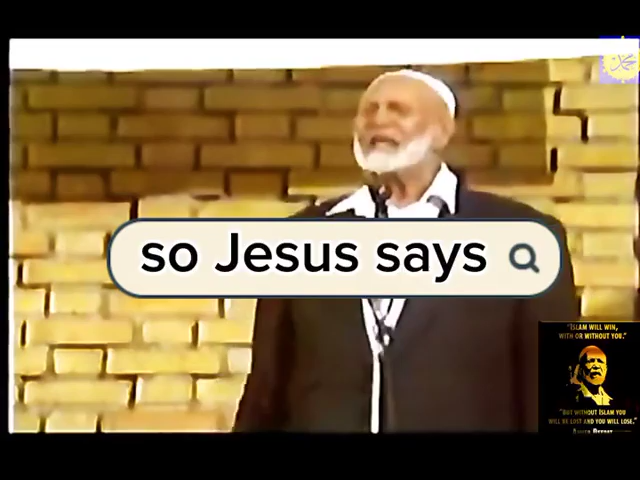 محمد
so Jesus says
"ISLAM WILL WIN,
WITH OR WITHOUT YOU."
"BUT WITHOUT ISLAM YOU
WILL BE LOST AND YOU WILL LOSE."